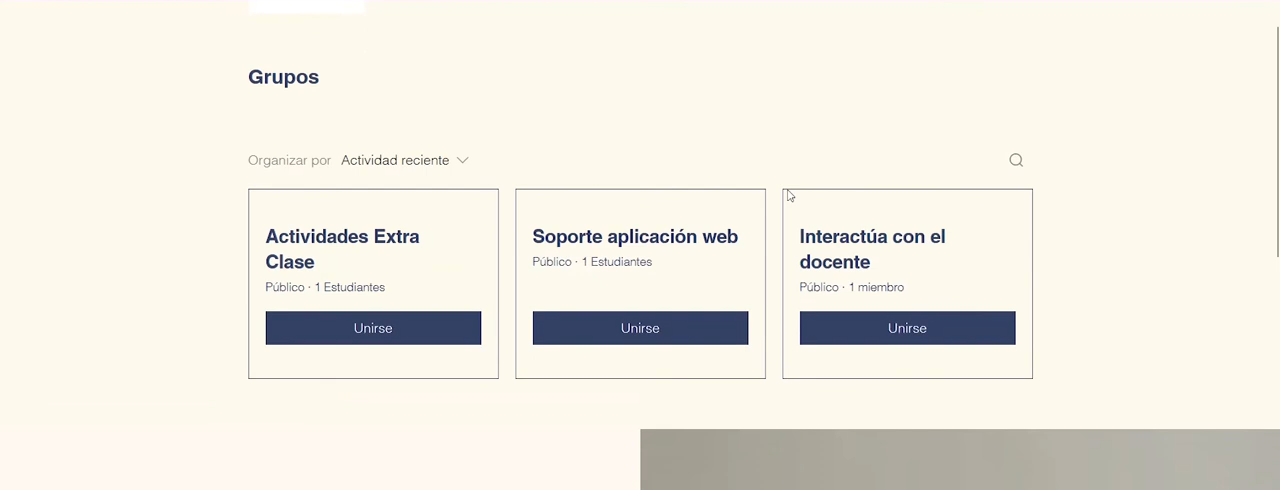 Grupos
Organizar por Actividad reciente
Actividades Extra
Clase
Público · 1 Estudiantes
Unirse
Soporte aplicación web
Público · 1 Estudiantes
Unirse
Interactúa con el
docente
Público · 1 miembro
Unirse